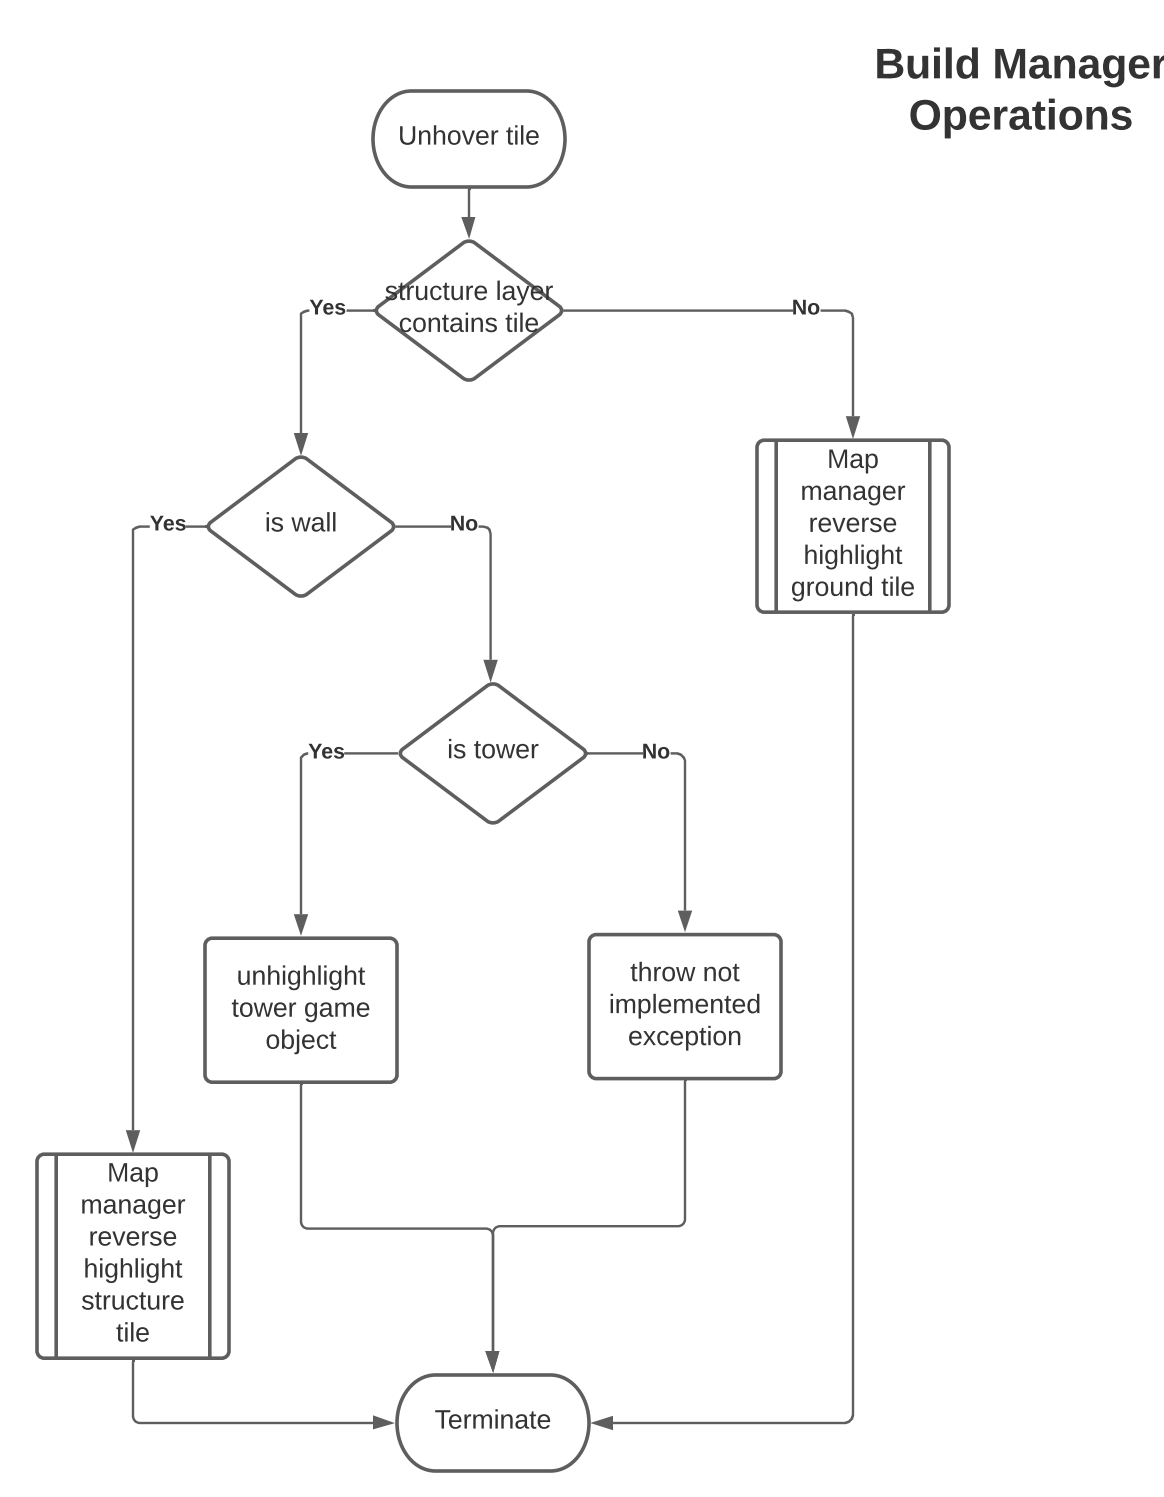 Build Manager
Operations
Unhover tile
structure layer
contains tile
Yes
No
is wall
Yes
No
Map
manager
reverse
highlight
ground tile
is tower
Yes
No
unhighlight
tower game
object
throw not
implemented
exception
Map
manager
reverse
highlight
structure
tile
Terminate